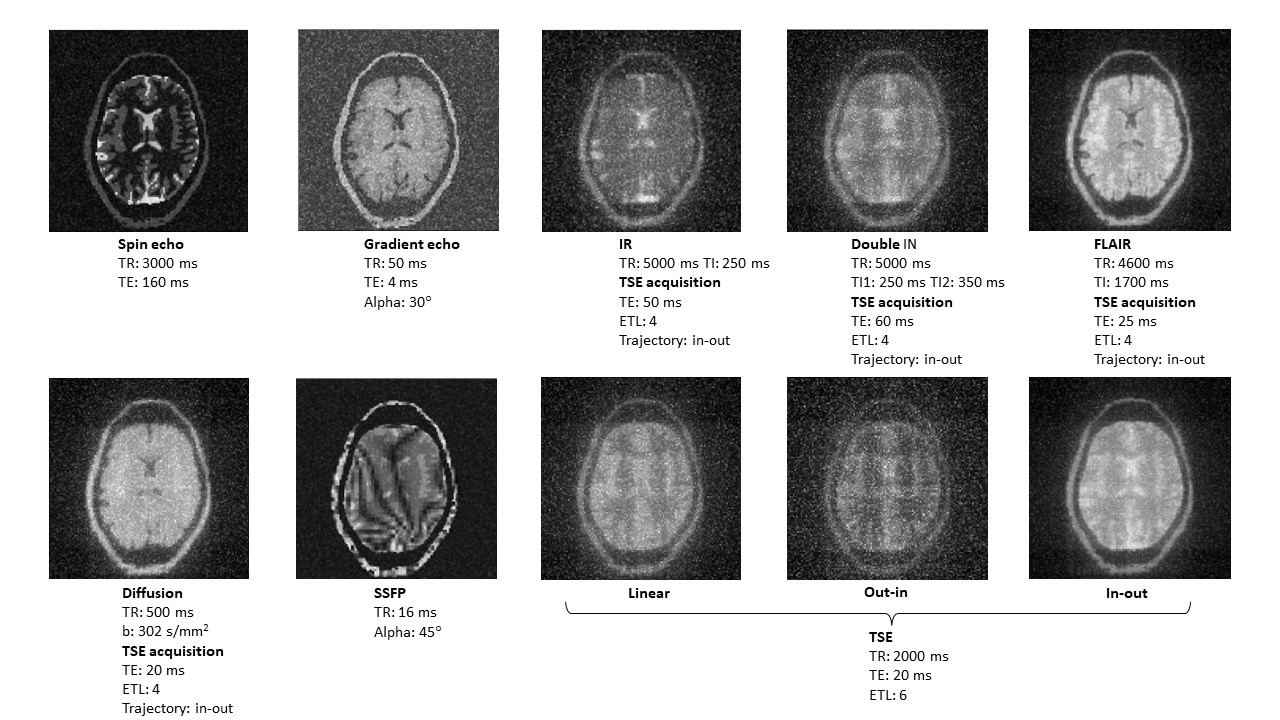 Spin echo
TR: 3000 ms
TE: 160 ms
Gradient echo
TR: 50 ms
TE: 4 ms
Alpha: 30°
IR
TR: 5000 ms TI: 250 ms
TSE acquisition
TE: 50 ms
ETL: 4
Trajectory: in-out
Double IN
TR: 5000 ms
TI1: 250 ms TI2: 350 ms
TSE acquisition
TE: 60 ms
ETL: 4
Trajectory: in-out
FLAIR
TR: 4600 ms
TI: 1700 ms
TSE acquisition
TE: 25 ms
ETL: 4
Trajectory: in-out
Diffusion
TR: 500 ms
b: 302 s/mm²
TSE acquisition
TE: 20 ms
ETL: 4
Trajectory: in-out
SSFP
TR: 16 ms
Alpha: 45°
Linear
Out-in
In-out
TSE
TR: 2000 ms
TE: 20 ms
ETL: 6